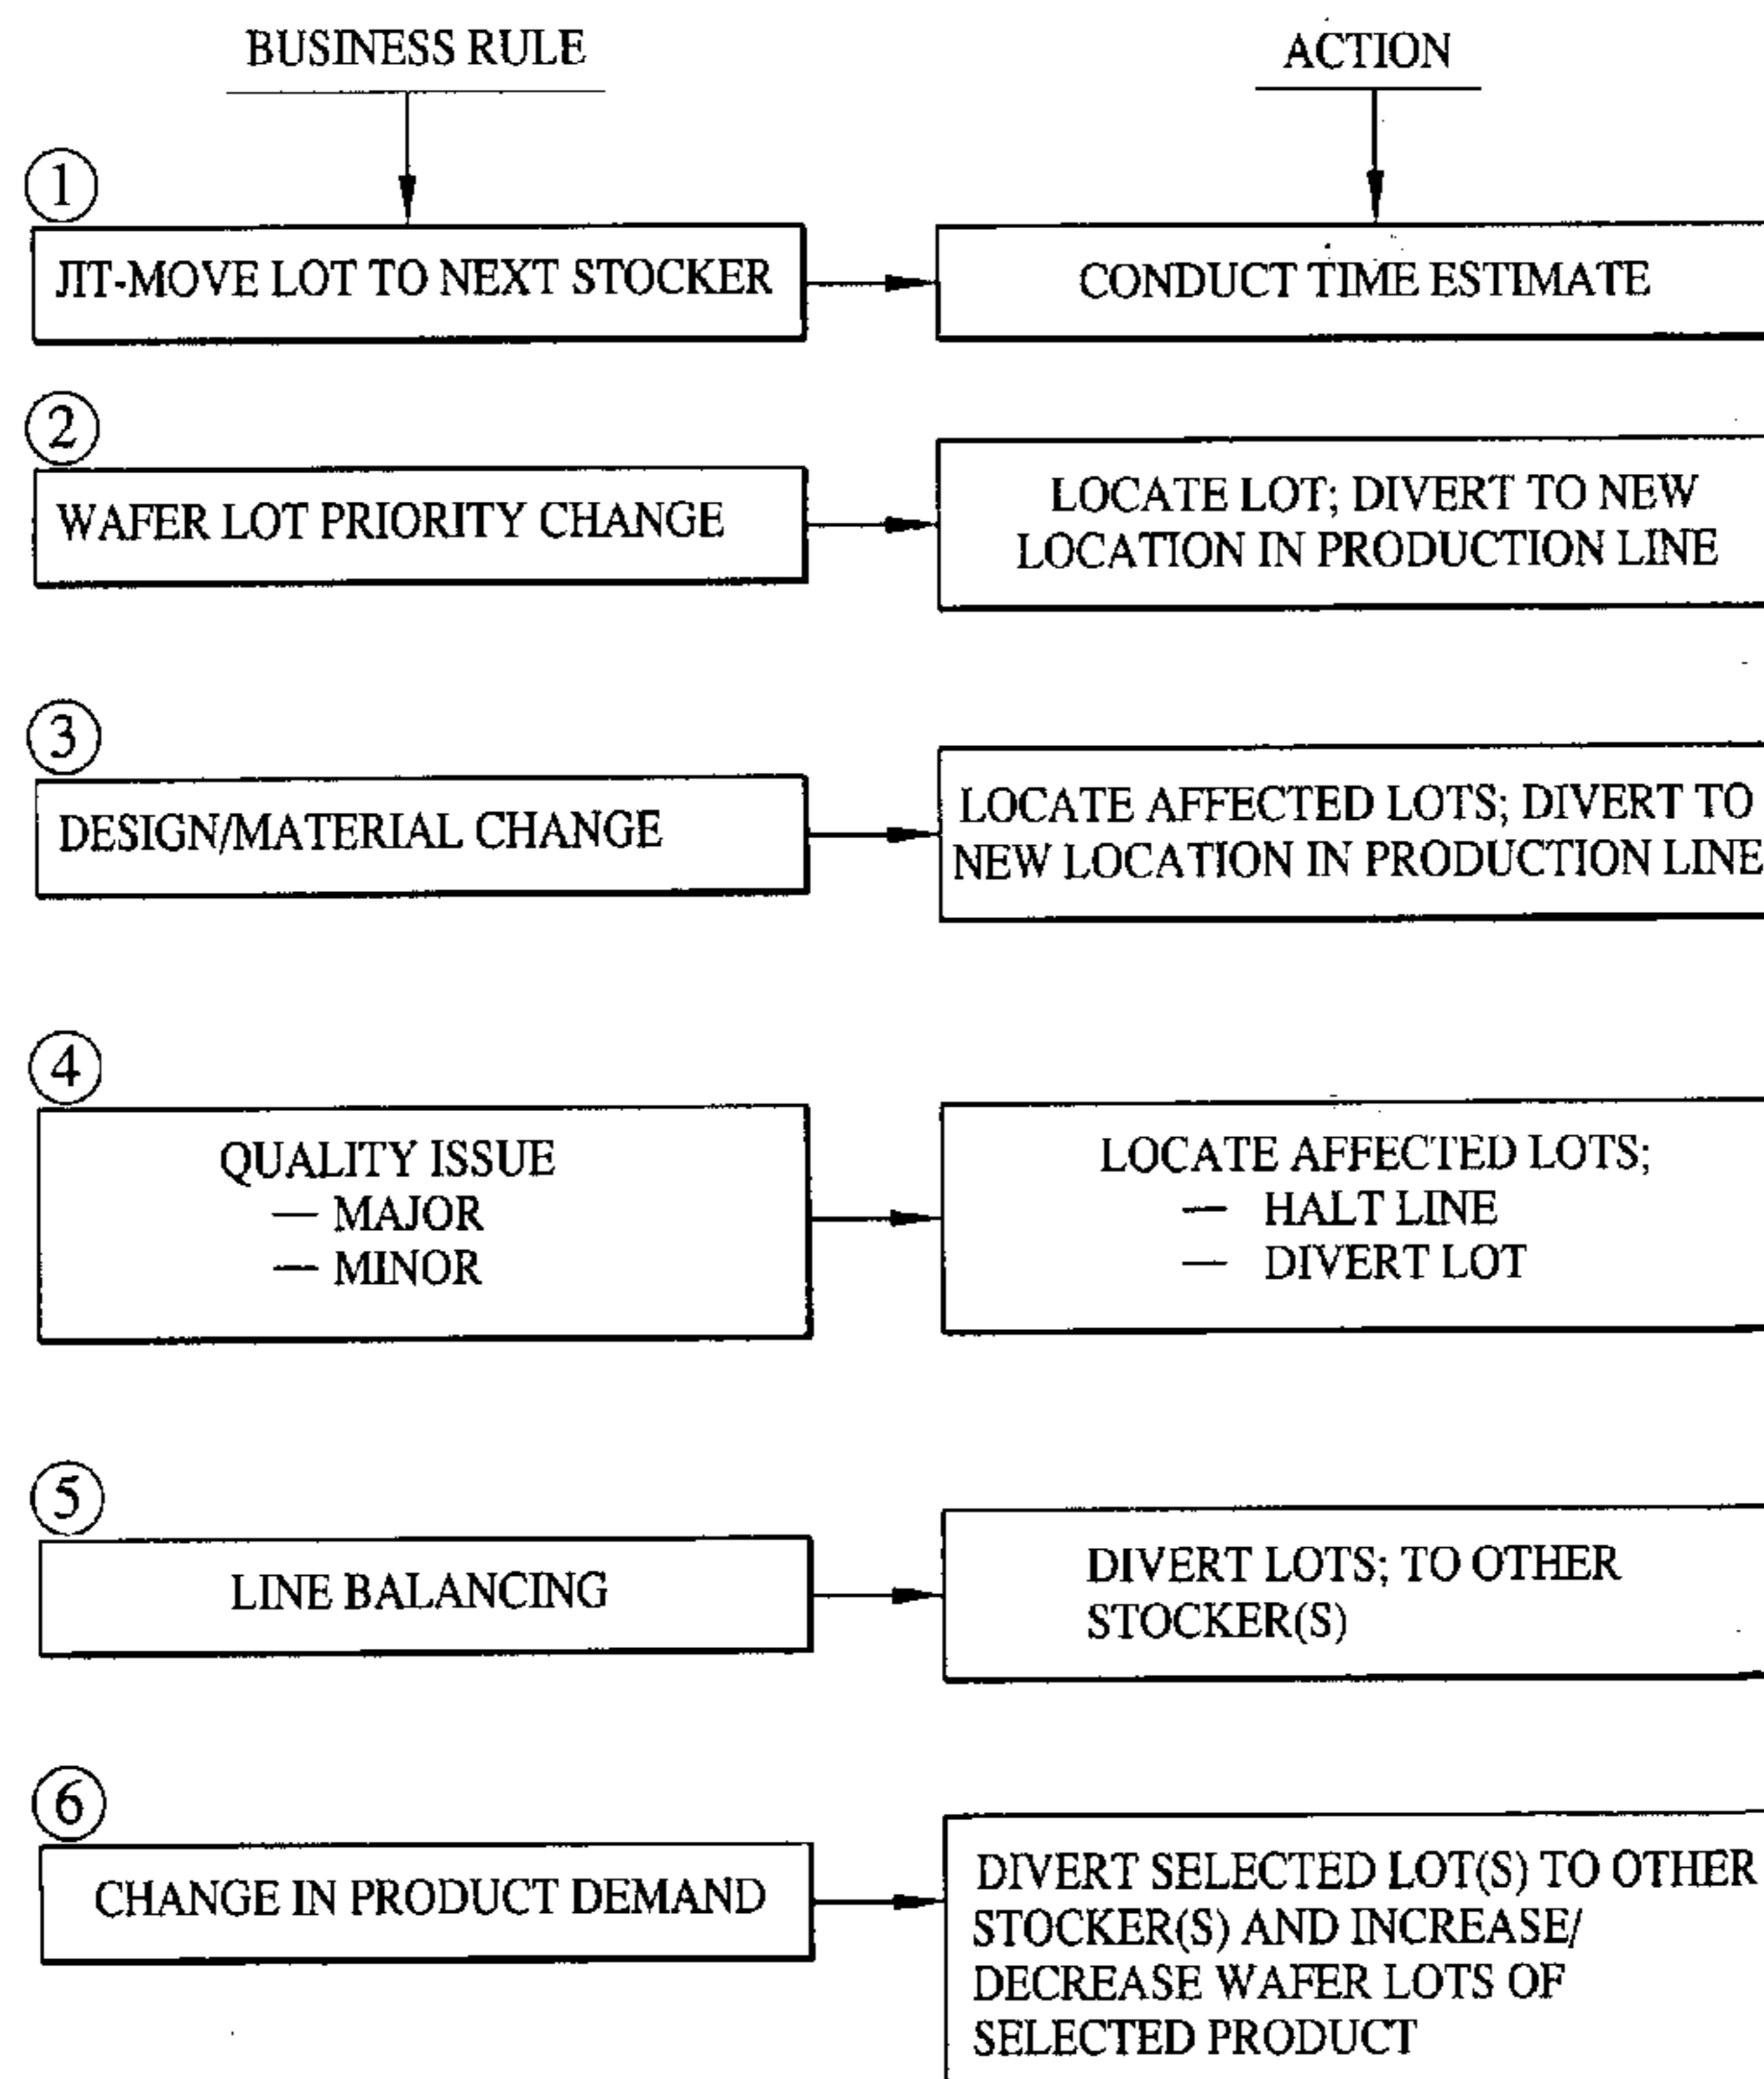 BUSINESS RULE
ACTION
1
JIT-MOVE LOT TO NEXT STOCKER
CONDUCT TIME ESTIMATE
2
WAFER LOT PRIORITY CHANGE
LOCATE LOT; DIVERT TO NEW
LOCATION IN PRODUCTION LINE
3
DESIGN/MATERIAL CHANGE
LOCATE AFFECTED LOTS; DIVERT TO
NEW LOCATION IN PRODUCTION LINE
4
QUALITY ISSUE
— MAJOR
— MINOR
LOCATE AFFECTED LOTS;
— HALT LINE
— DIVERT LOT
5
LINE BALANCING
DIVERT LOTS; TO OTHER
STOCKER(S)
6
CHANGE IN PRODUCT DEMAND
DIVERT SELECTED LOT(S) TO OTHER
STOCKER(S) AND INCREASE/
DECREASE WAFER LOTS OF
SELECTED PRODUCT